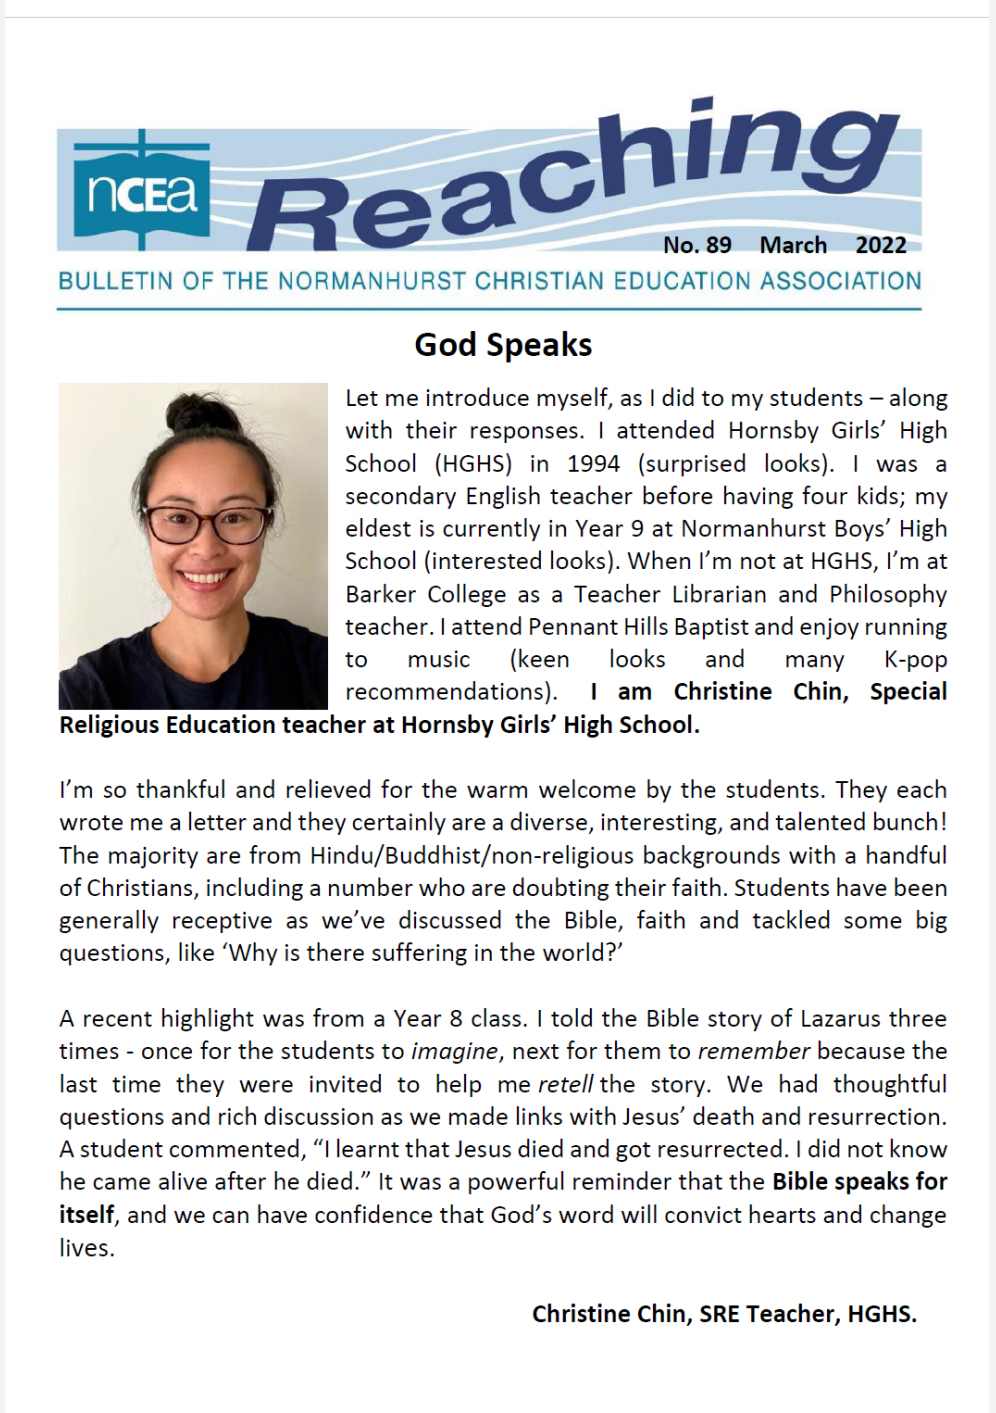 ncea
Reaching
No. 89 March 2022
BULLETIN OF THE NORMANHURST CHRISTIAN EDUCATION ASSOCIATION
God Speaks
Let me introduce myself, as I did to my students – along
with their responses. I attended Hornsby Girls’ High
School (HGHS) in 1994 (surprised looks). I was a
secondary English teacher before having four kids; my
eldest is currently in Year 9 at Normanhurst Boys’ High
School (interested looks). When I’m not at HGHS, I’m at
Barker College as a Teacher Librarian and Philosophy
teacher. I attend Pennant Hills Baptist and enjoy running
to music (keen looks and many K-pop
recommendations). I am Christine Chin, Special
Religious Education teacher at Hornsby Girls’ High School.
I’m so thankful and relieved for the warm welcome by the students. They each
wrote me a letter and they certainly are a diverse, interesting, and talented bunch!
The majority are from Hindu/Buddhist/non-religious backgrounds with a handful
of Christians, including a number who are doubting their faith. Students have been
generally receptive as we’ve discussed the Bible, faith and tackled some big
questions, like ‘Why is there suffering in the world?’
A recent highlight was from a Year 8 class. I told the Bible story of Lazarus three
times - once for the students to imagine, next for them to remember because the
last time they were invited to help me retell the story. We had thoughtful
questions and rich discussion as we made links with Jesus’ death and resurrection.
A student commented, “I learnt that Jesus died and got resurrected. I did not know
he came alive after he died.” It was a powerful reminder that the Bible speaks for
itself, and we can have confidence that God’s word will convict hearts and change
lives.
Christine Chin, SRE Teacher, HGHS.